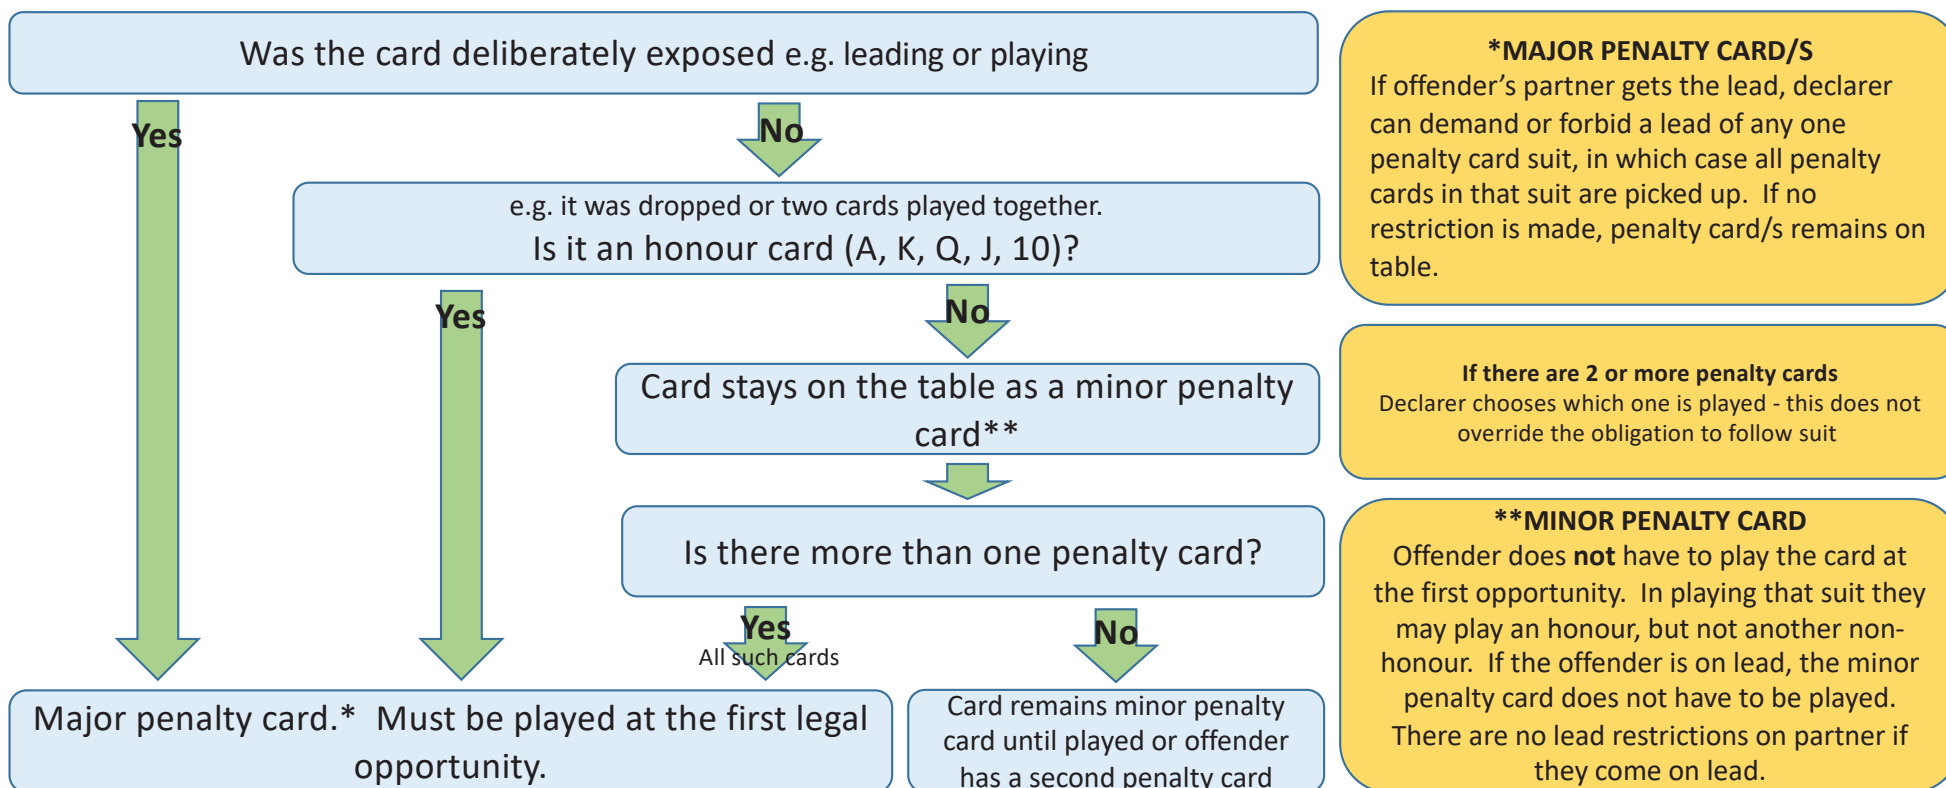 Was the card deliberately exposed e.g. leading or playing
Yes
No
e.g. it was dropped or two cards played together.
Is it an honour card (A, K, Q, J, 10)?
Yes
No
Card stays on the table as a minor penalty
card**
Is there more than one penalty card?
Yes
All such cards
No
Major penalty card.* Must be played at the first legal
opportunity.
Card remains minor penalty
card until played or offender
has a second penalty card
*MAJOR PENALTY CARD/S
If offender’s partner gets the lead, declarer
can demand or forbid a lead of any one
penalty card suit, in which case all penalty
cards in that suit are picked up. If no
restriction is made, penalty card/s remains on
table.
If there are 2 or more penalty cards
Declarer chooses which one is played - this does not
override the obligation to follow suit
**MINOR PENALTY CARD
Offender does not have to play the card at
the first opportunity. In playing that suit they
may play an honour, but not another non-
honour. If the offender is on lead, the minor
penalty card does not have to be played.
There are no lead restrictions on partner if
they come on lead.